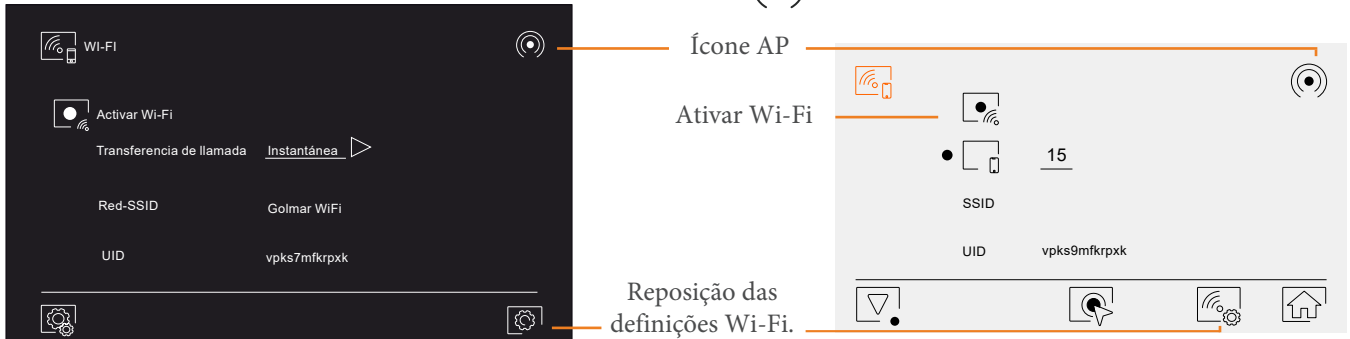 WI-FI
Activar Wi-Fi
Transferencia de llamada Instantánea
Red-SSID Golmar WiFi
UID vpks7mfkrpxk
Ícone AP
Ativar Wi-Fi
Reposição das
definições Wi-Fi.
15
SSID
UID vpks9mfkrpxk